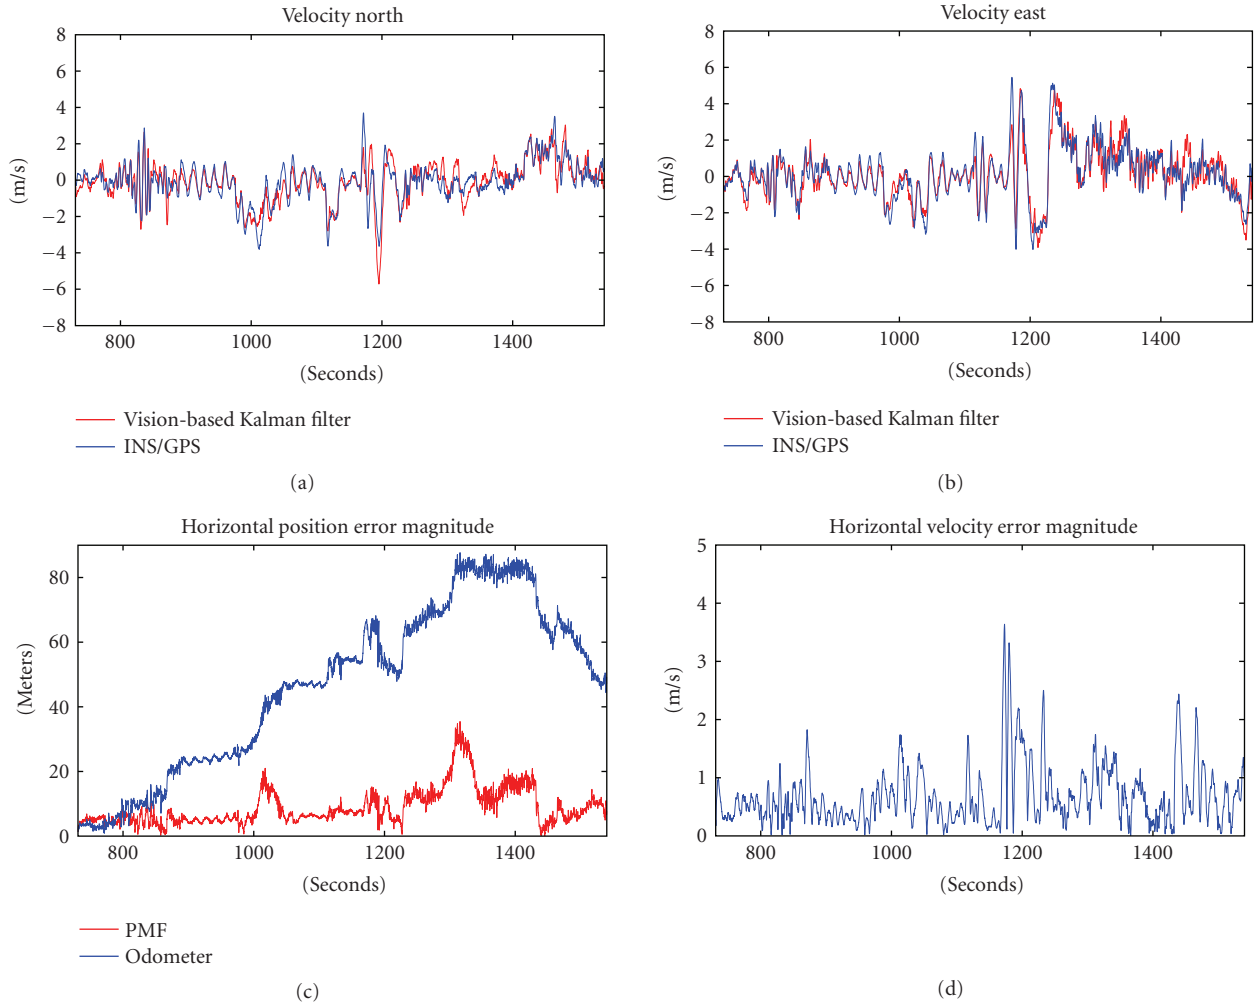 Velocity north
8
6
4
2
0
−2
−4
−6
−8
(m/s)
800 1000 1200 1400
(Seconds)
Vision-based Kalman filter
INS/GPS
(a)
Velocity east
8
6
4
2
0
−2
−4
−6
−8
(m/s)
800 1000 1200 1400
(Seconds)
Vision-based Kalman filter
INS/GPS
(b)
Horizontal position error magnitude
80
60
40
20
0
(Meters)
800 1000 1200 1400
(Seconds)
PMF
Odometer
(c)
Horizontal velocity error magnitude
5
4
3
2
1
0
(m/s)
800 1000 1200 1400
(Seconds)
(d)